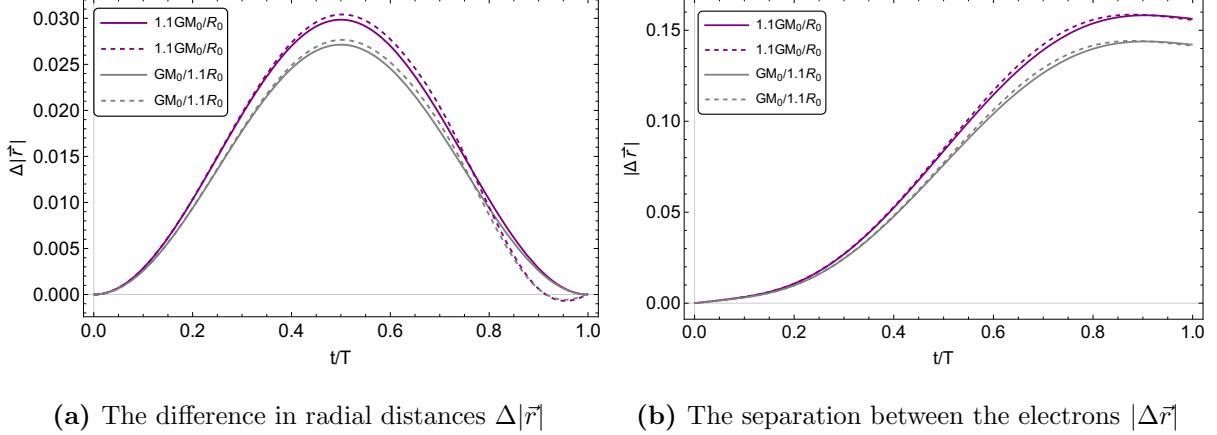 0.030
0.025
0.020
0.015
0.010
0.005
0.000
Δ|r⃗|
1.1GM₀/R₀
1.1GM₀/R₀
GM₀/1.1R₀
GM₀/1.1R₀
0.0 0.2 0.4 0.6 0.8 1.0
t/T
0.15
0.10
0.05
0.00
|Δr⃗|
1.1GM₀/R₀
1.1GM₀/R₀
GM₀/1.1R₀
GM₀/1.1R₀
0.0 0.2 0.4 0.6 0.8 1.0
t/T
(a) The difference in radial distances Δ|r⃗|
(b) The separation between the electrons |Δr⃗|